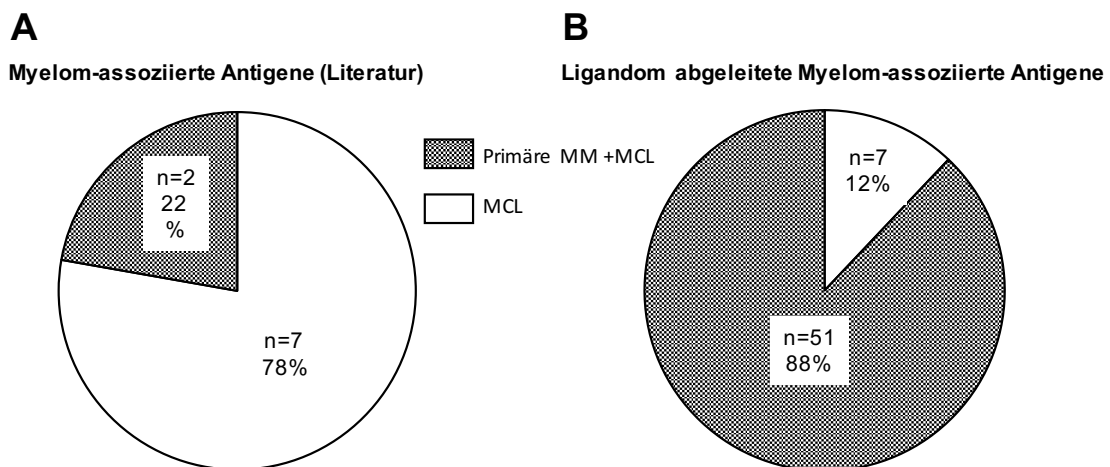 A
Myelom-assoziierte Antigene (Literatur)
n=2
22
%
n=7
78%
Primäre MM +MCL
MCL
B
Ligandom abgeleitete Myelom-assoziierte Antigene
n=7
12%
n=51
88%